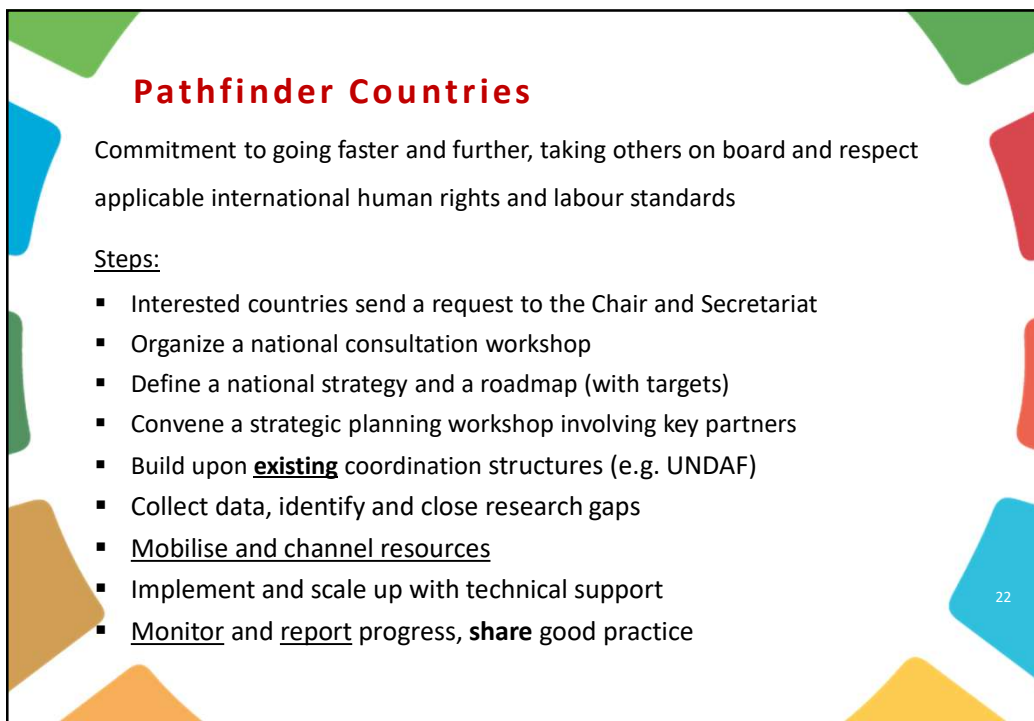 Pathfinder Countries
Commitment to going faster and further, taking others on board and respect
applicable international human rights and labour standards
Steps:
▪ Interested countries send a request to the Chair and Secretariat
▪ Organize a national consultation workshop
▪ Define a national strategy and a roadmap (with targets)
▪ Convene a strategic planning workshop involving key partners
▪ Build upon existing coordination structures (e.g. UNDAF)
▪ Collect data, identify and close research gaps
▪ Mobilise and channel resources
▪ Implement and scale up with technical support
▪ Monitor and report progress, share good practice
22